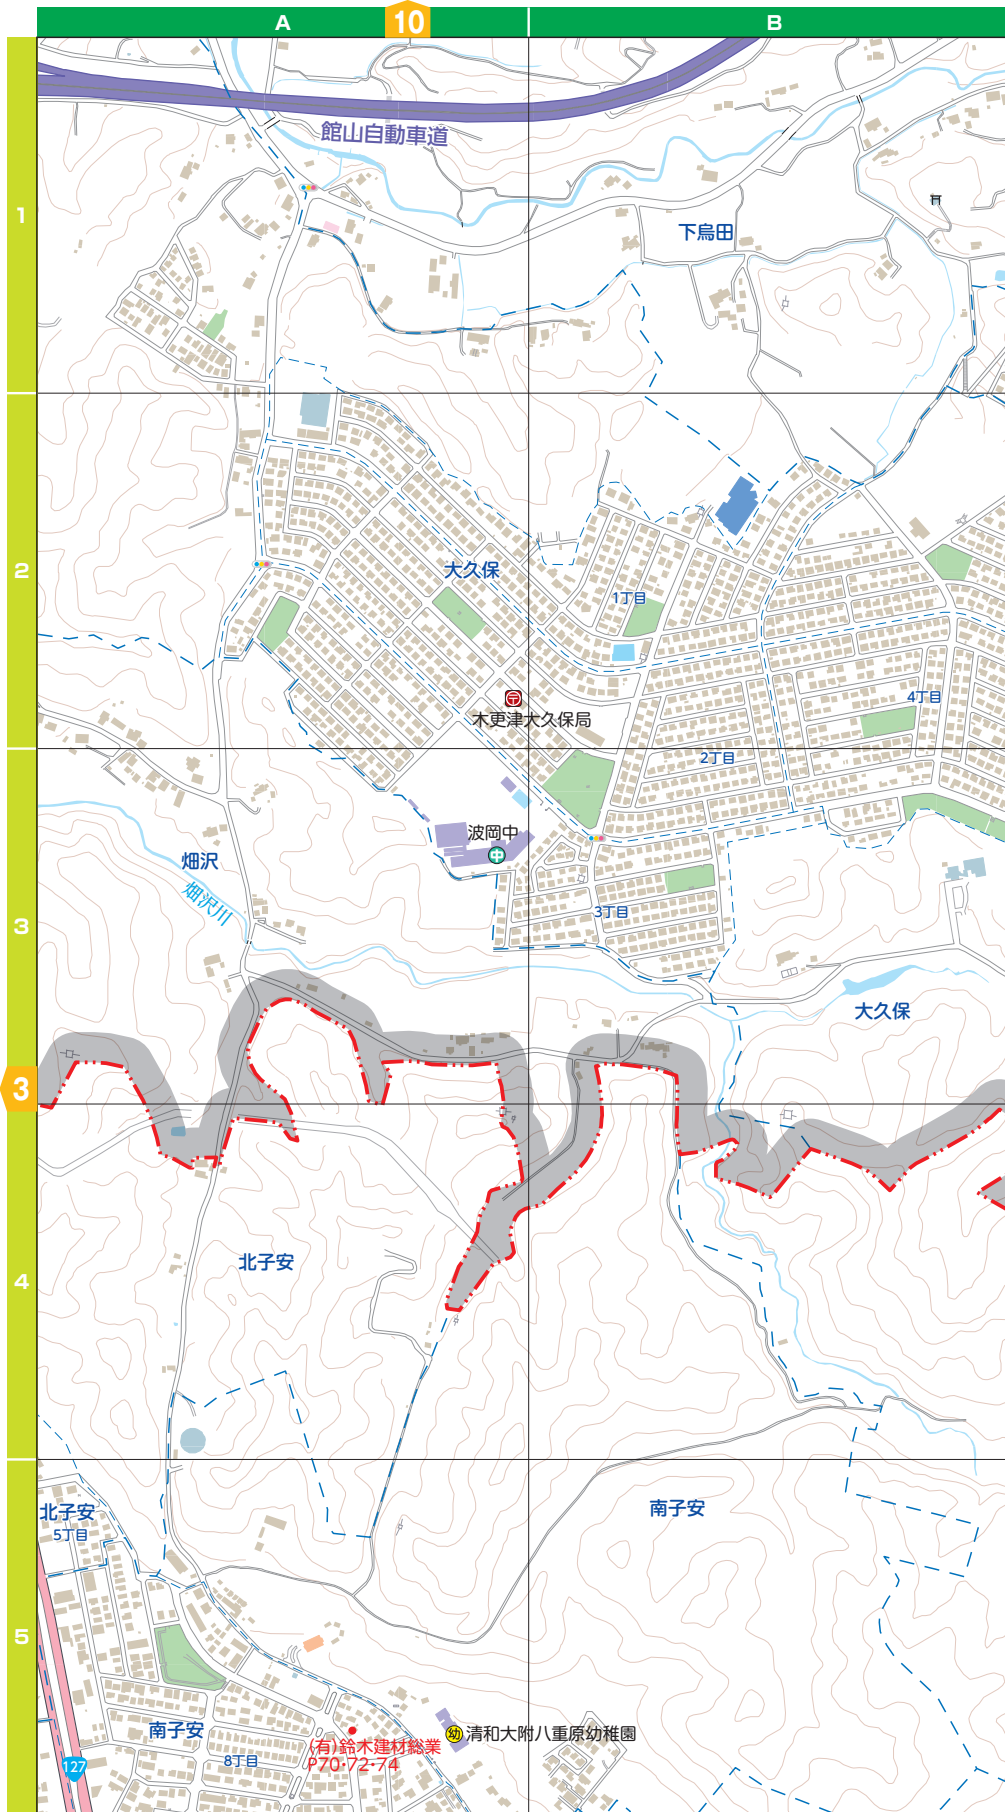 A
10
B
館山自動車道
1
下烏田
2
大久保
1丁目
4丁目
木更津大久保局
2丁目
波岡中
中
畑沢
畑沢川
3
3丁目
大久保
3
4
北子安
北子安
5丁目
南子安
5
南子安
8丁目
幼 清和大附八重原幼稚園
(有)鈴木建材総業
P70・72・74
127